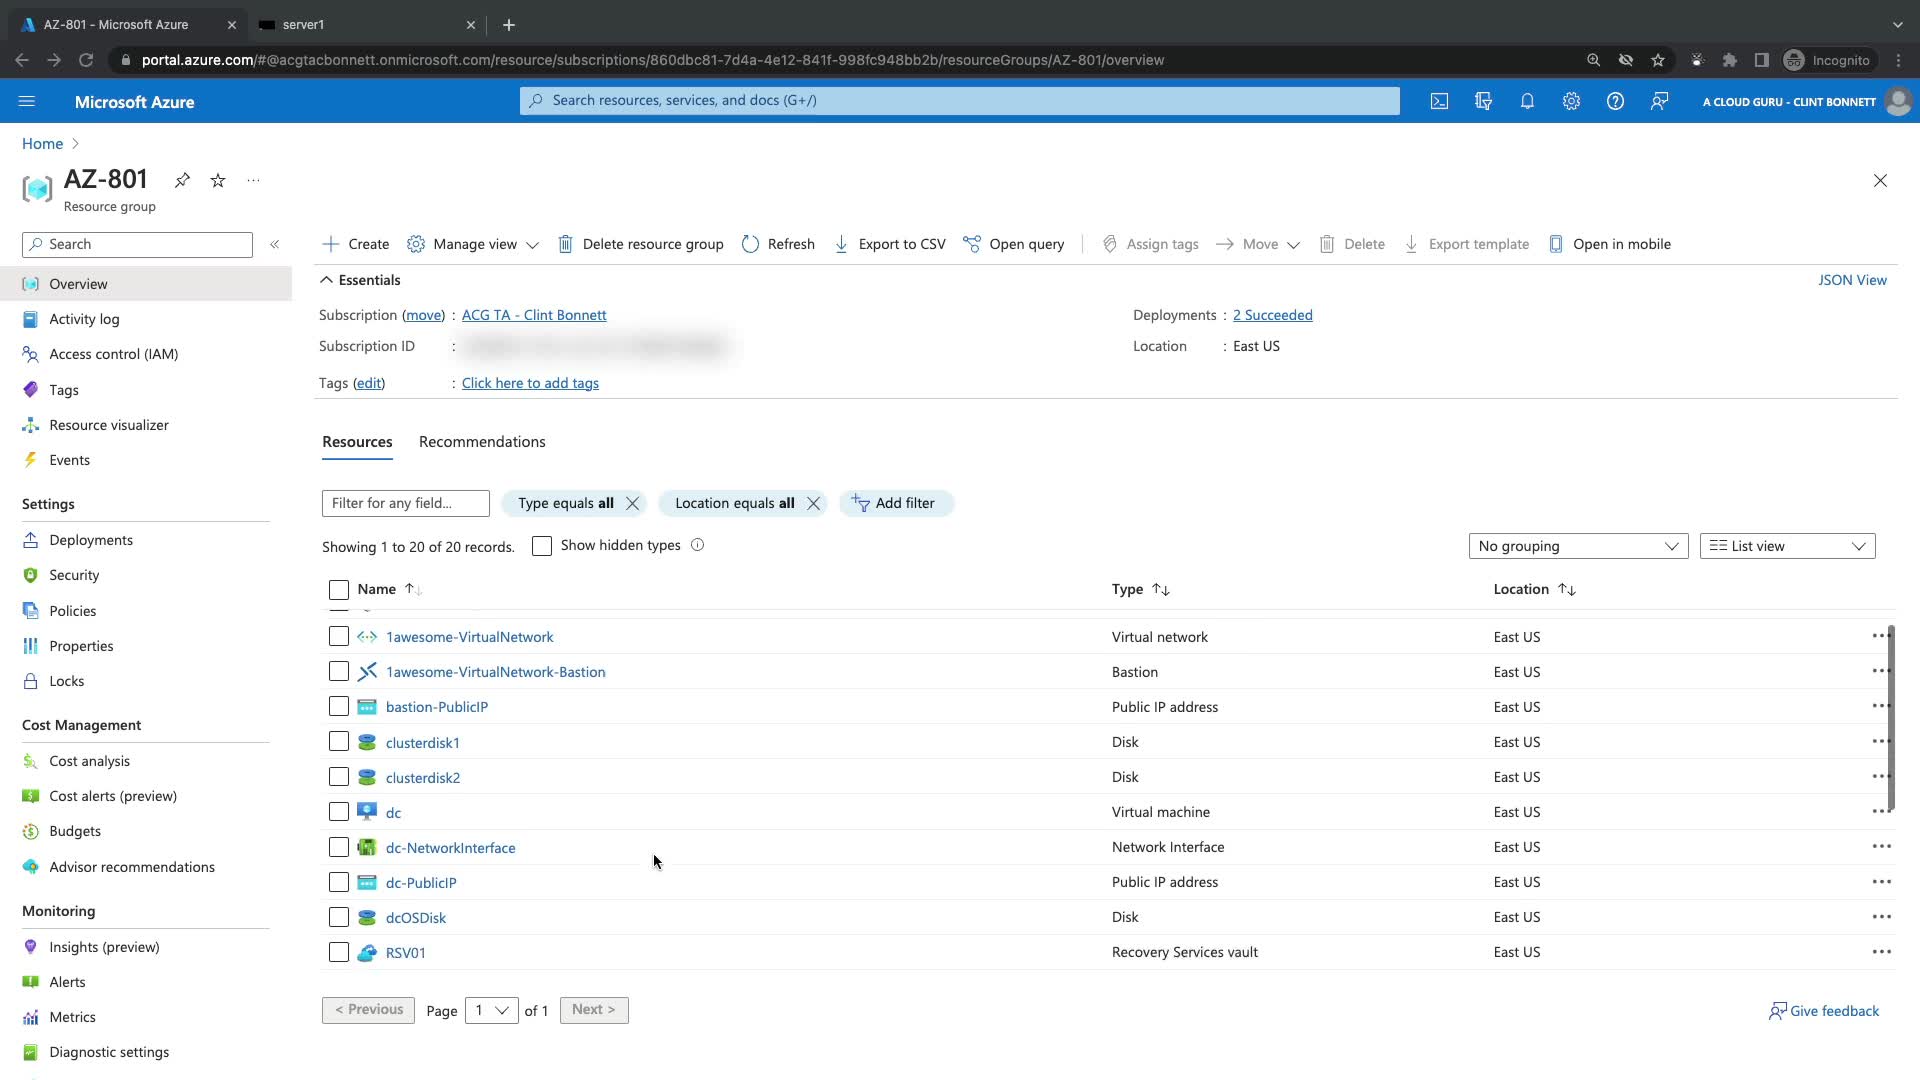 AZ-801 - Microsoft Azure
server1
portal.azure.com/#@acgtacbonnett.onmicrosoft.com/resource/subscriptions/860dbc81-7d4a-4e12-841f-998fc948bb2b/resourceGroups/AZ-801/overview
Incognito
Microsoft Azure
Search resources, services, and docs (G+/)
A CLOUD GURU - CLINT BONNETT
Home
AZ-801
Resource group
Search
Create
Manage view
Delete resource group
Refresh
Export to CSV
Open query
Assign tags
Move
Delete
Export template
Open in mobile
Overview
Activity log
Access control (IAM)
Tags
Resource visualizer
Events
Settings
Deployments
Security
Policies
Properties
Locks
Cost Management
Cost analysis
Cost alerts (preview)
Budgets
Advisor recommendations
Monitoring
Insights (preview)
Alerts
Metrics
Diagnostic settings
Essentials
JSON View
Subscription (move) : ACG TA - Clint Bonnett
Deployments : 2 Succeeded
Subscription ID :
Location : East US
Tags (edit) : Click here to add tags
Resources Recommendations
Filter for any field...
Type equals all
Location equals all
Add filter
Showing 1 to 20 of 20 records.
Show hidden types
No grouping
List view
Name Type Location
1awesome-VirtualNetwork Virtual network East US
1awesome-VirtualNetwork-Bastion Bastion East US
bastion-PublicIP Public IP address East US
clusterdisk1 Disk East US
clusterdisk2 Disk East US
dc Virtual machine East US
dc-NetworkInterface Network Interface East US
dc-PublicIP Public IP address East US
dcOSDisk Disk East US
RSV01 Recovery Services vault East US
< Previous Page 1 of 1 Next >
Give feedback